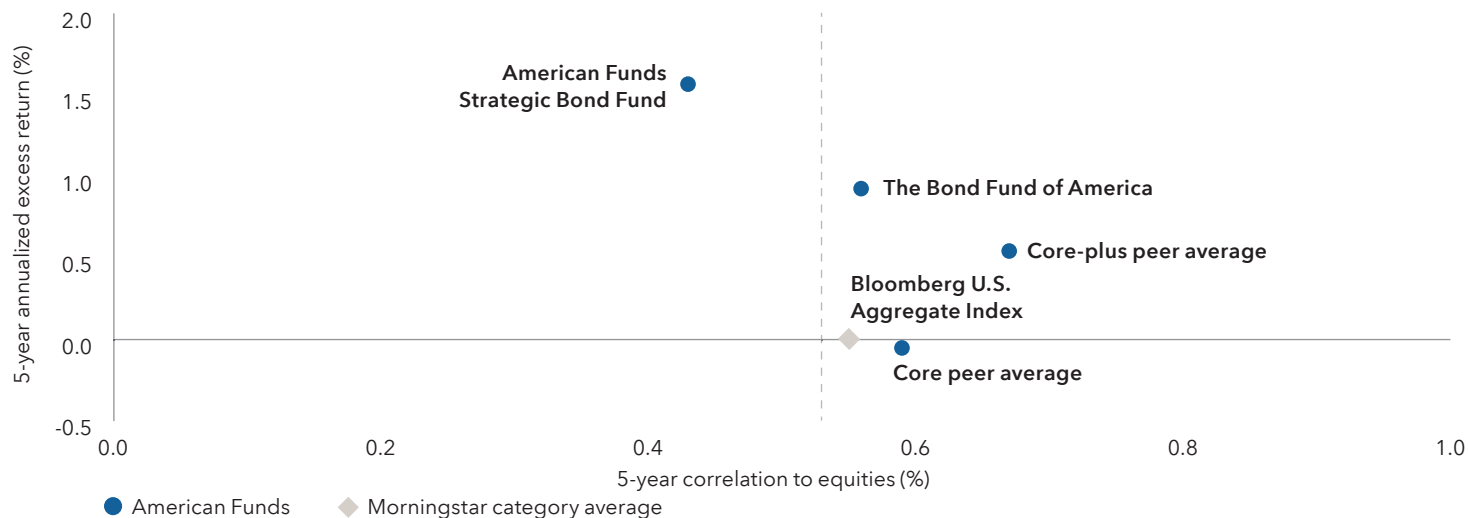 5-year annualized excess return (%)
2.0
1.5
1.0
0.5
0.0
-0.5
American Funds
Strategic Bond Fund
The Bond Fund of America
Core-plus peer average
Bloomberg U.S.
Aggregate Index
Core peer average
0.0
0.2
0.4
0.6
0.8
1.0
5-year correlation to equities (%)
American Funds
Morningstar category average